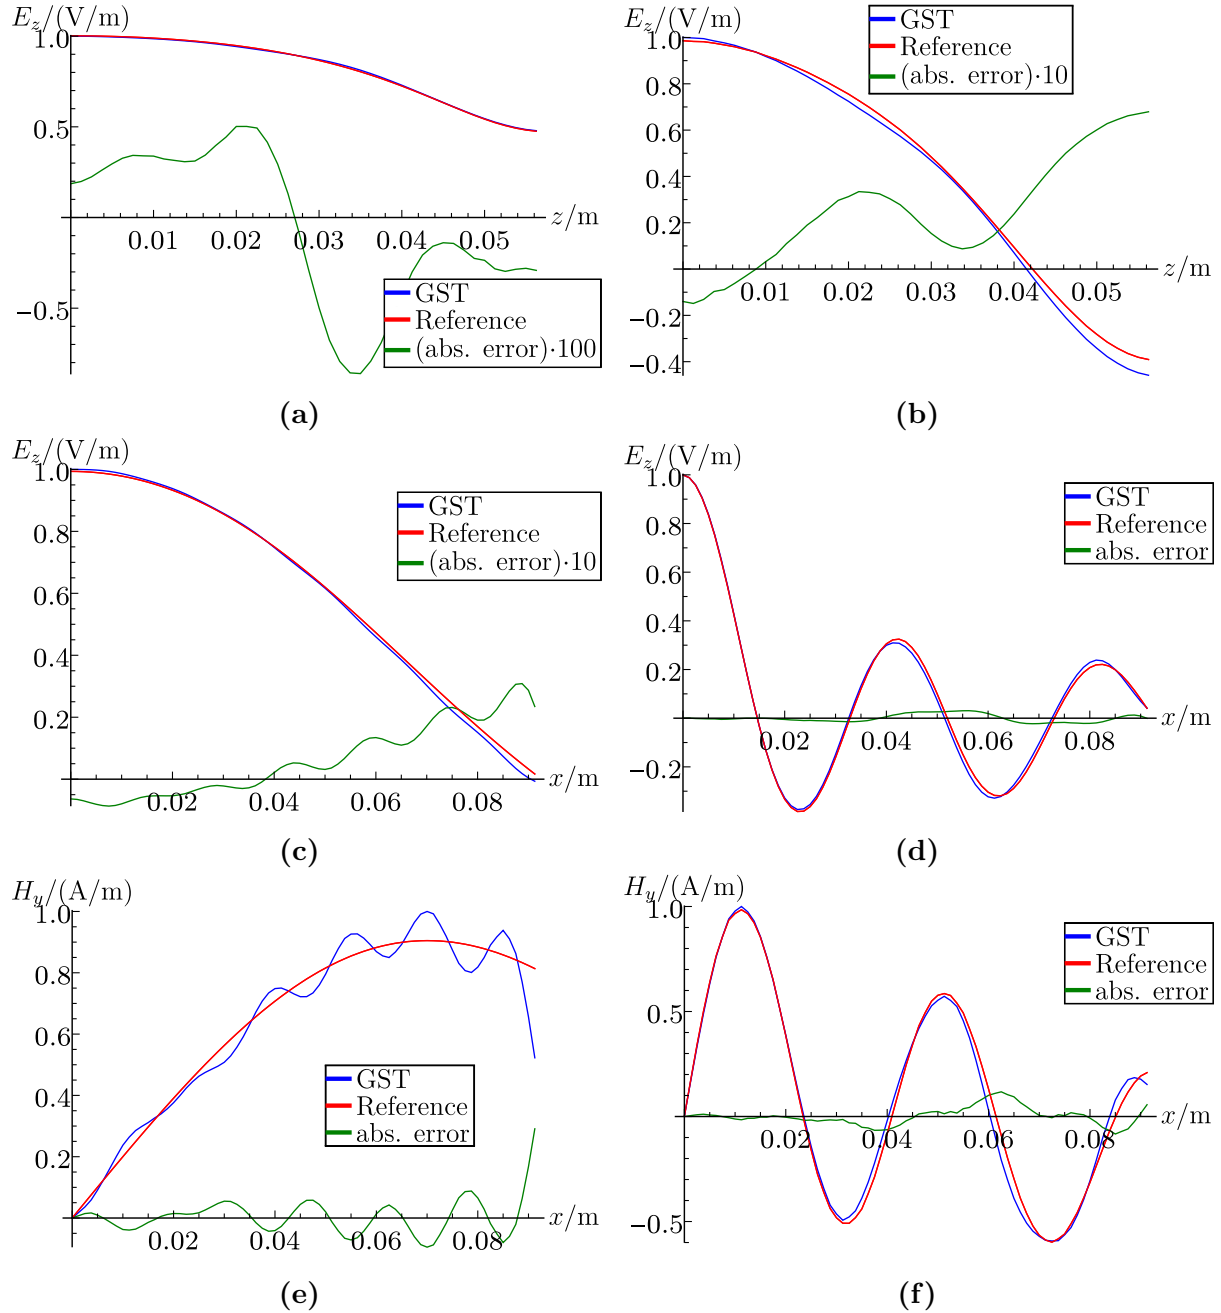 E_z/(V/m)
1.0
0.5
−0.5
0.01 0.02 0.03 0.04 0.05
z/m
GST
Reference
(abs. error)·100
(a)
E_z/(V/m)
1.0
0.8
0.6
0.4
0.2
−0.2
−0.4
0.01 0.02 0.03 0.04 0.05
z/m
GST
Reference
(abs. error)·10
(b)
E_z/(V/m)
1.0
0.8
0.6
0.4
0.2
0.02 0.04 0.06 0.08
x/m
GST
Reference
(abs. error)·10
(c)
E_z/(V/m)
1.0
0.8
0.6
0.4
0.2
−0.2
0.02 0.04 0.06 0.08
x/m
GST
Reference
abs. error
(d)
H_y/(A/m)
1.0
0.8
0.6
0.4
0.2
0.02 0.04 0.06 0.08
x/m
GST
Reference
abs. error
(e)
H_y/(A/m)
1.0
0.5
−0.5
0.02 0.04 0.06 0.08
x/m
GST
Reference
abs. error
(f)